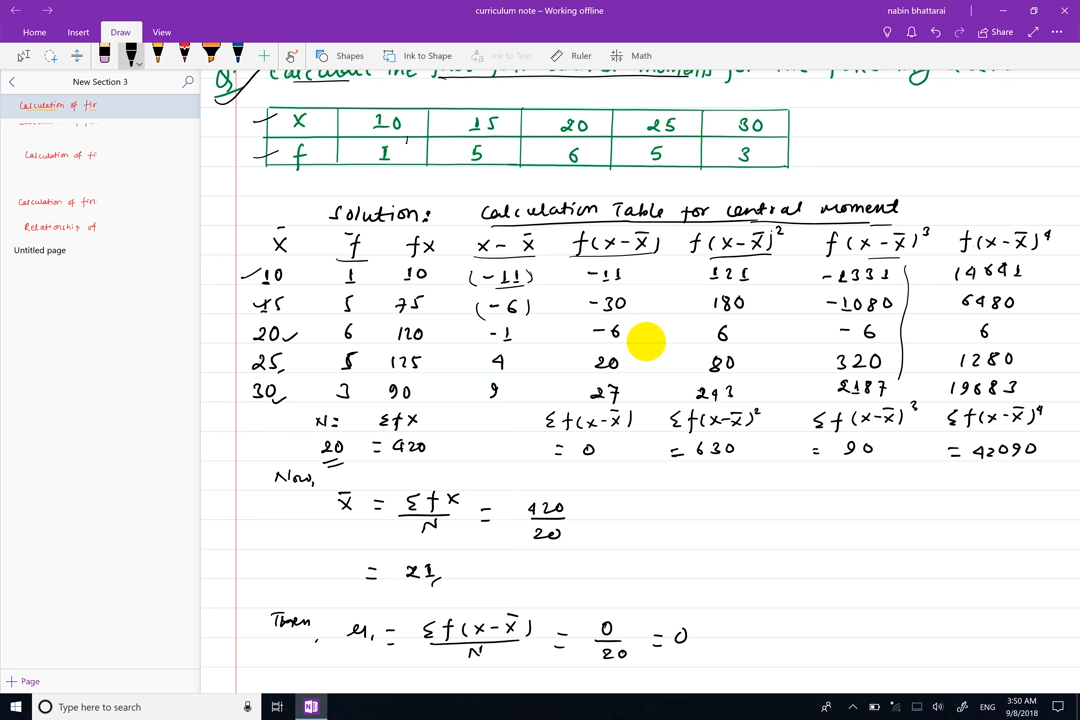 curriculum note – Working offline
nabin bhattarai
Home Insert Draw View
Share
Shapes Ink to Shape Ink to Text Ruler Math
New Section 3
Calculation of fir
Calculation of fi
Calculation of fin
Relationship of
Untitled page
Page
X 10 15 20 25 30
f 1 5 6 5 3
Solution: Calculation Table for central moment
X f fx x-x̄ f(x-x̄) f(x-x̄)² f(x-x̄)³ f(x-x̄)⁴
10 1 10 (-11) -11 121 -1331 14641
15 5 75 (-6) -30 180 -1080 6480
20 6 120 -1 -6 6 -6 6
25 5 125 4 20 80 320 1280
30 3 90 9 27 243 2187 19683
N= Σfx Σf(x-x̄) Σf(x-x̄)² Σf(x-x̄)³ Σf(x-x̄)⁴
20 = 420 = 0 = 630 = 90 = 42090
Now,
x̄ = Σfx/N = 420/20
= 21
Then, μ₁ = Σf(x-x̄)/N = 0/20 = 0
Type here to search
ENG
3:50 AM
9/8/2018